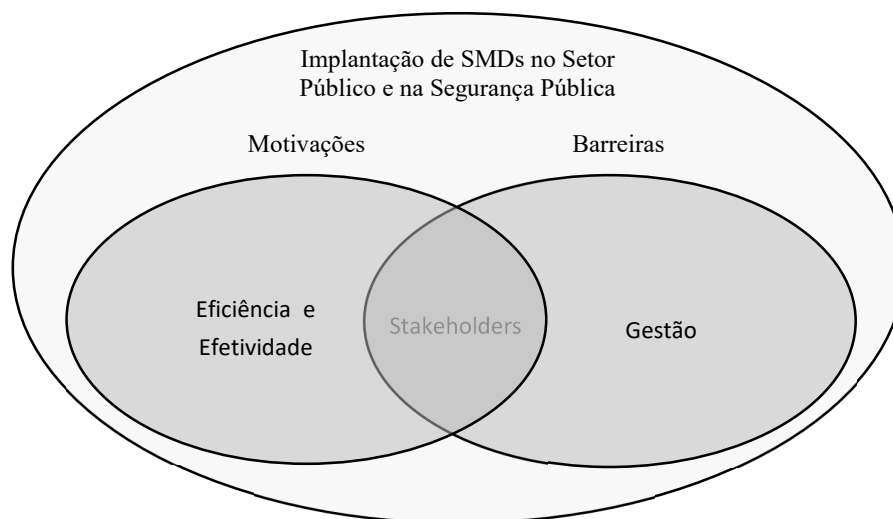 Implantação de SMDs no Setor
Público e na Segurança Pública
Motivações
Barreiras
Eficiência e
Efetividade
Stakeholders
Gestão